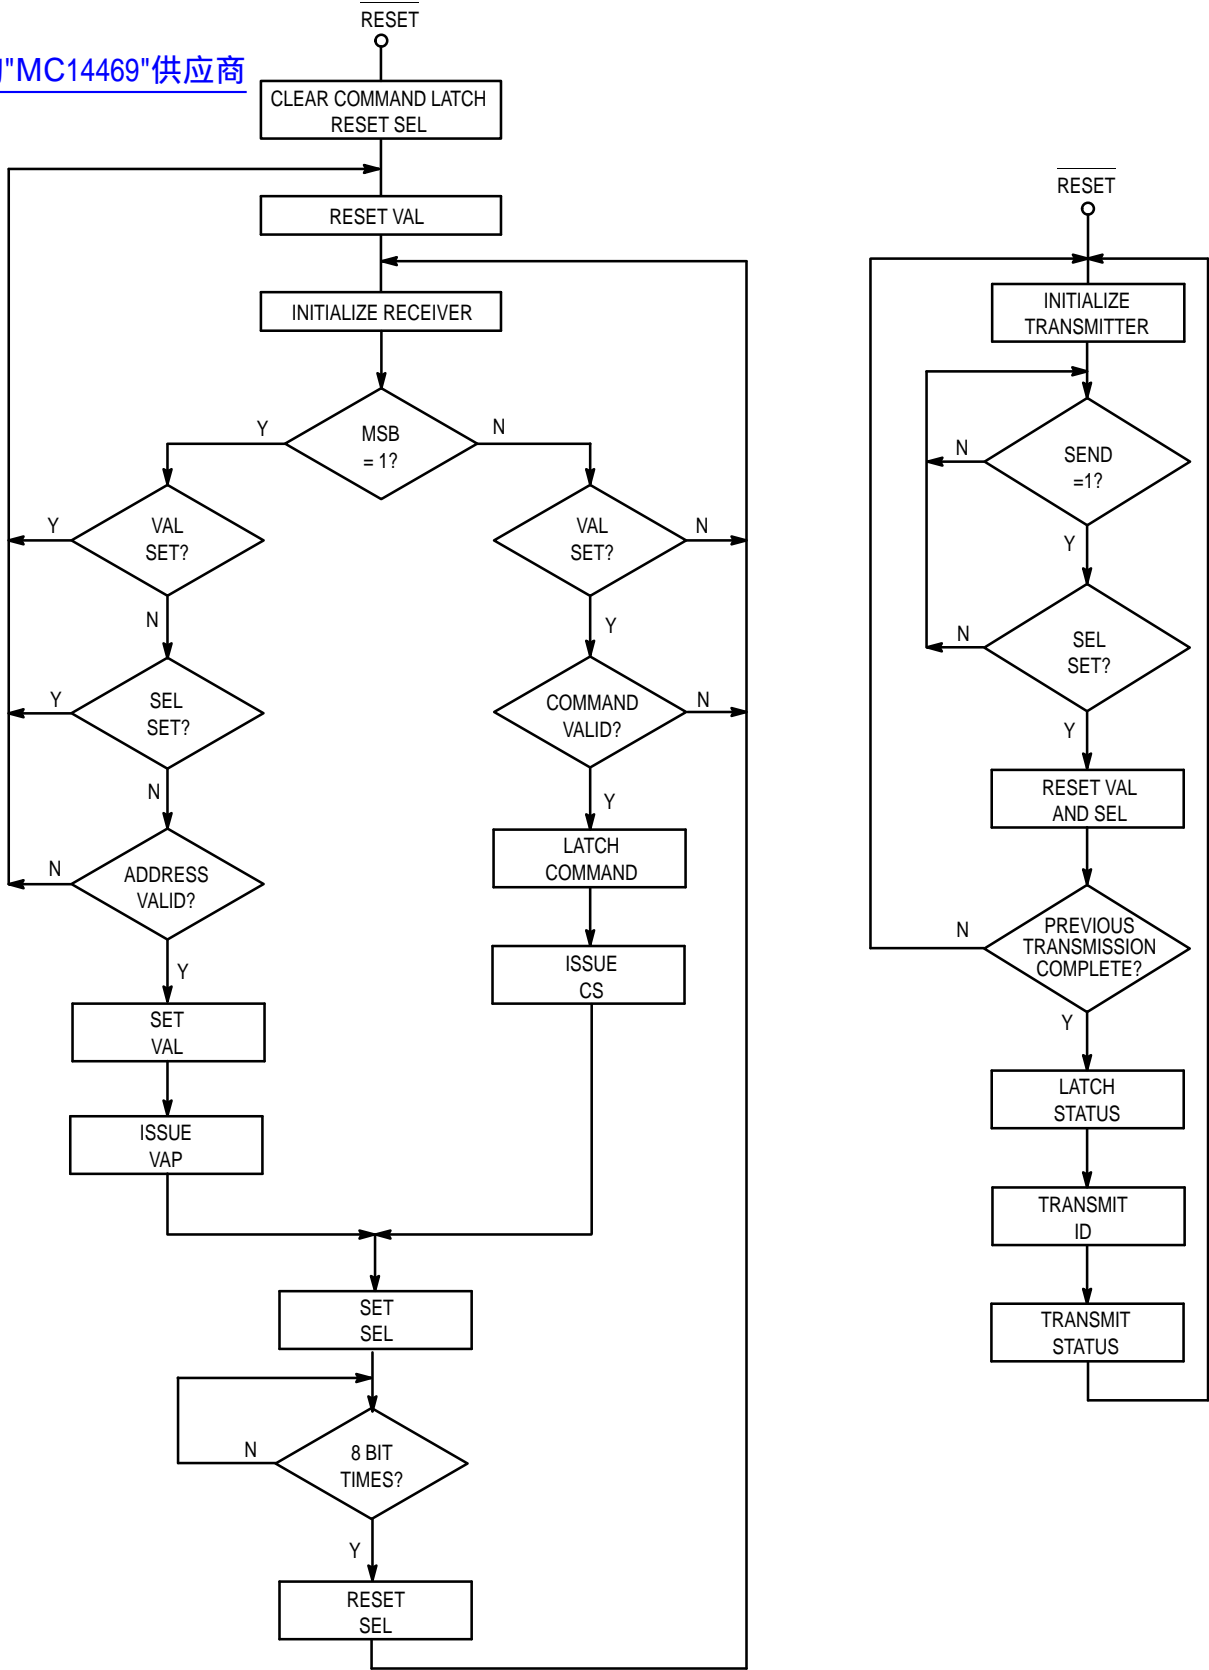 RESET
"MC14469"供应商
CLEAR COMMAND LATCH
RESET SEL
RESET VAL
INITIALIZE RECEIVER
Y
MSB
= 1?
N
Y
VAL
SET?
N
Y
SEL
SET?
N
N
ADDRESS
VALID?
Y
SET
VAL
ISSUE
VAP
VAL
SET?
N
Y
COMMAND
VALID?
N
Y
LATCH
COMMAND
ISSUE
CS
SET
SEL
N
8 BIT
TIMES?
Y
RESET
SEL
RESET
INITIALIZE
TRANSMITTER
N
SEND
=1?
Y
N
SEL
SET?
Y
RESET VAL
AND SEL
N
PREVIOUS
TRANSMISSION
COMPLETE?
Y
LATCH
STATUS
TRANSMIT
ID
TRANSMIT
STATUS